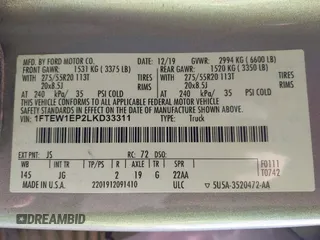 MFD. BY FORD MOTOR CO.
DATE: 12/19 GVWR: 2994 KG ( 6600 LB)
FRONT GAWR: 1531 KG ( 3375 LB) REAR GAWR: 1520 KG ( 3350 LB)
275/55R20 113T WITH 275/55R20 113T
20x8.5J TIRES RIMS 20x8.5J
AT 240 kPa/ 35 PSI COLD AT 240 kPa/ 35 PSI COLD
THIS VEHICLE CONFORMS TO ALL APPLICABLE FEDERAL MOTOR VEHICLE
SAFETY STANDARDS IN EFFECT ON THE DATE OF MANUFACTURE SHOWN ABOVE.
VIN: 1FTEW1EP2LKD33311
TYPE: Truck
EXT PNT: JS RC: 72 DSO: F0111
WB INT TR TP/PS R AXLE TR SPR T0742
145 JG 2 19 G 22AA
MADE IN U.S.A. 2201912091410 ULC 5U5A-3520472-AA
© DREAMBID